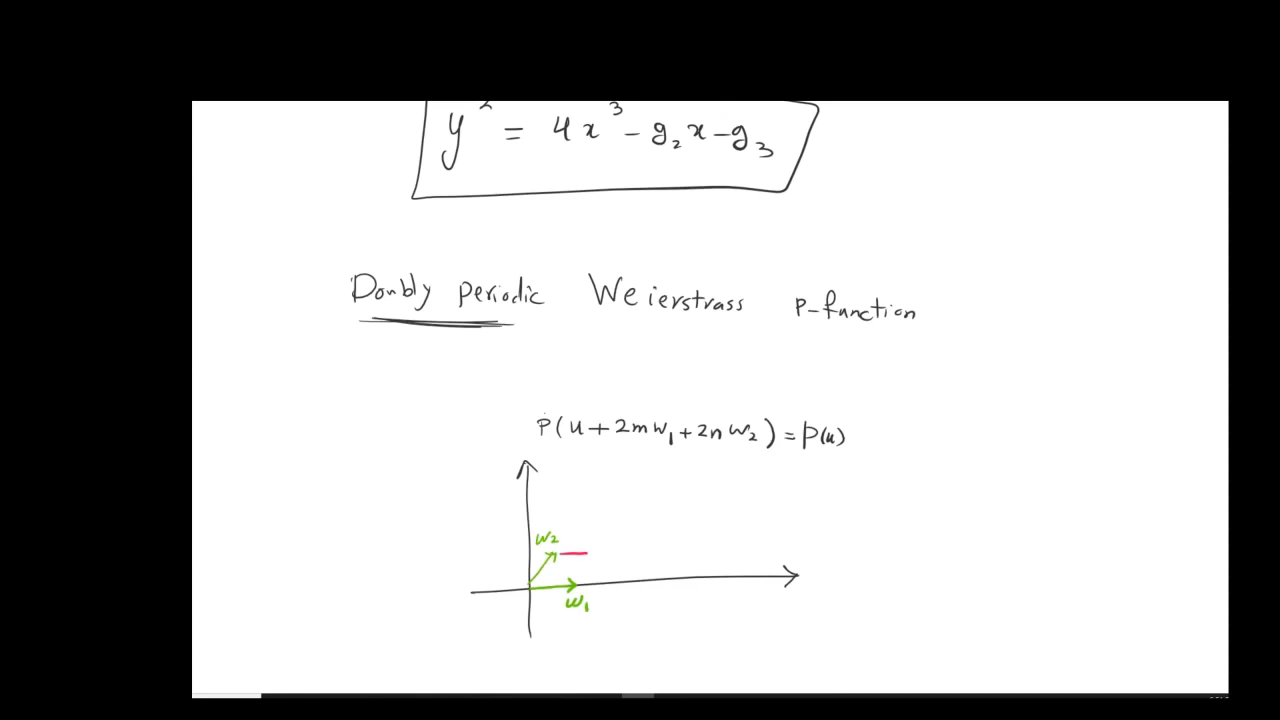 y² = 4x³ - g₂x - g₃
Doubly periodic Weierstrass P-function
P(u+2mw₁+2nw₂)=P(u)
w₂
w₁